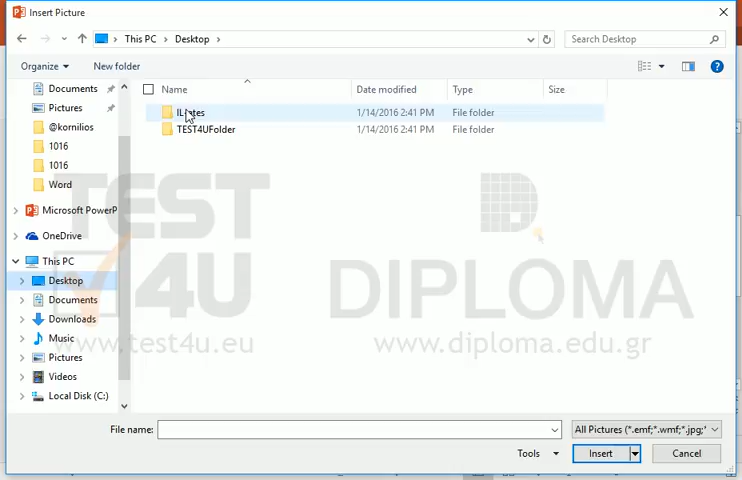 Insert Picture
This PC Desktop Search Desktop
Organize New folder
Name Date modified Type Size
Documents
Pictures
@kornilios
1016
1016
Word
Microsoft PowerP
OneDrive
This PC
Desktop
Documents
Downloads
Music
Pictures
Videos
Local Disk (C:)
1/14/2016 2:41 PM File folder
TEST4UFolder 1/14/2016 2:41 PM File folder
TEST
4U
www.test4u.eu
DIPLOMA
www.diploma.edu.gr
File name: All Pictures (*.emf;*.wmf;*.jpg;*
Tools Insert Cancel